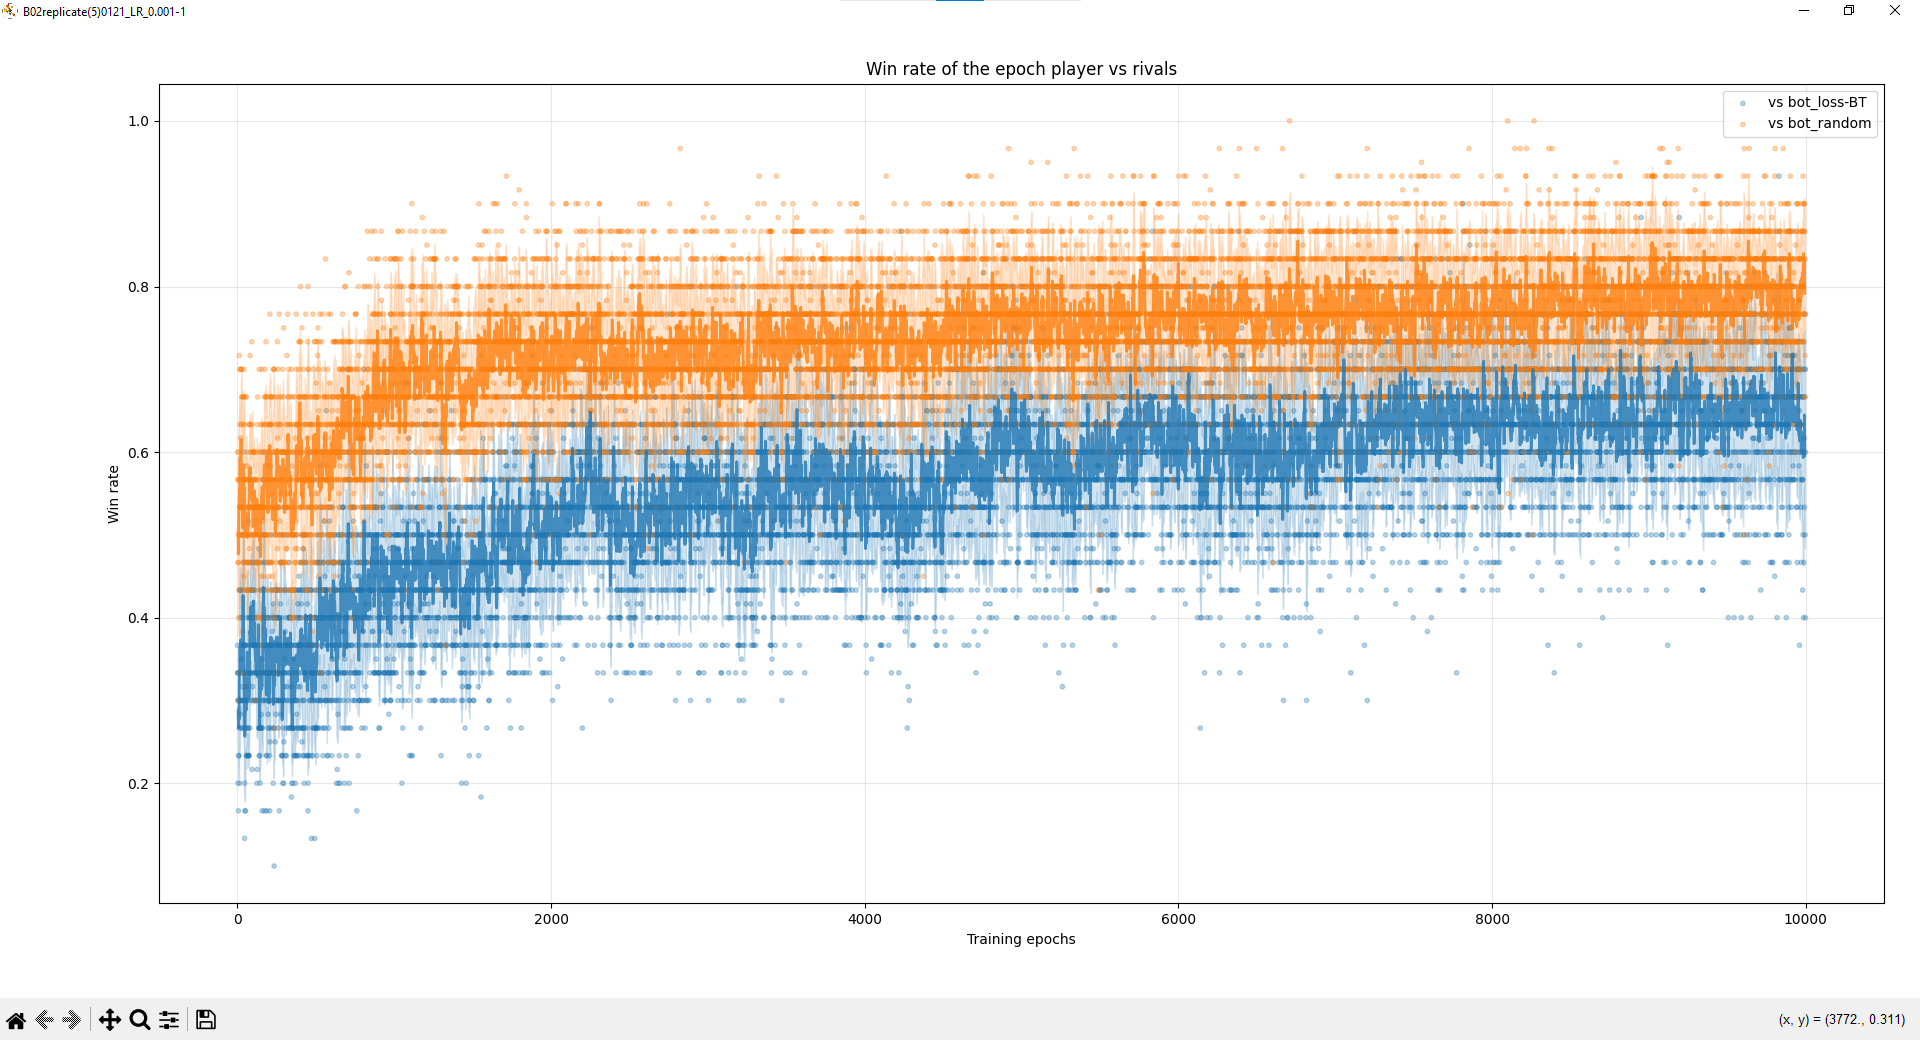 B02replicate(5)0121_LR_0.001-1
Win rate of the epoch player vs rivals
vs bot_loss-BT
vs bot_random
1.0
0.8
0.6
0.4
0.2
Win rate
0
2000
4000
6000
8000
10000
Training epochs
(x, y) = (3772., 0.311)